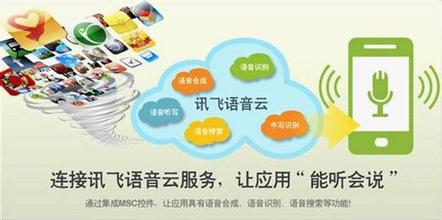 语音合成
语音识别
语音听写
讯飞语音云
语音搜索
手写识别
连接讯飞语音云服务，让应用“能听会说”
通过集成MSC控件、让应用具有语音合成、语音识别、语音搜索等功能！